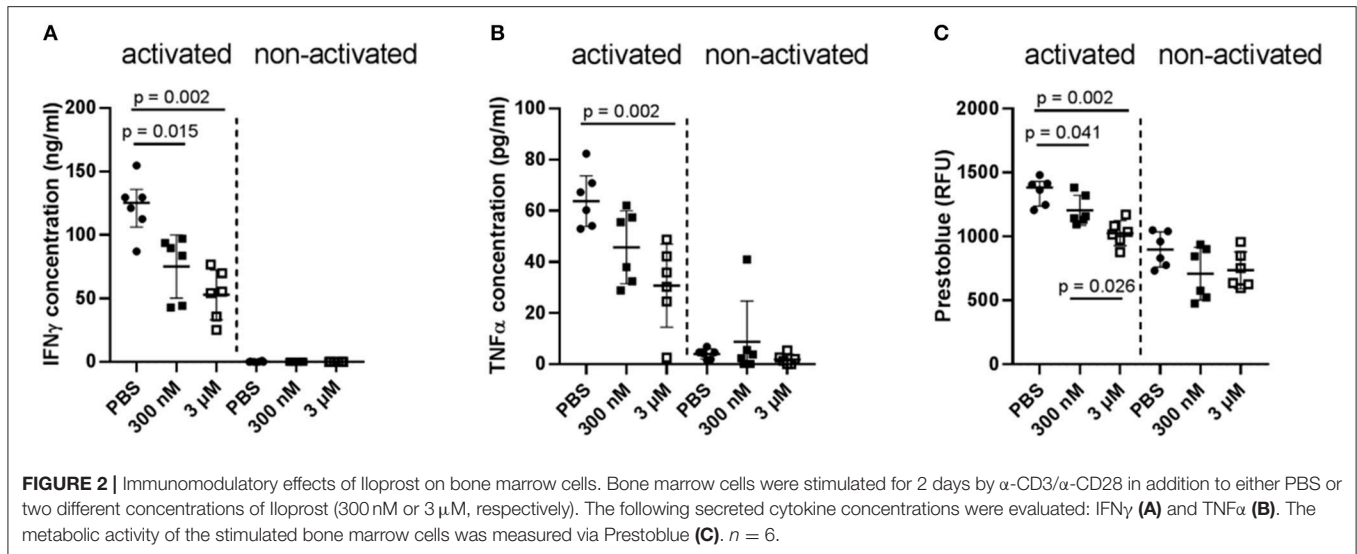 A
activated non-activated
IFNγ concentration (ng/ml)
200
150
100
50
0
p = 0.002
p = 0.015
PBS
300 nM
3 µM
PBS
300 nM
3 µM
B
activated non-activated
TNFα concentration (pg/ml)
100
80
60
40
20
0
p = 0.002
PBS
300 nM
3 µM
PBS
300 nM
3 µM
C
activated non-activated
Prestoblue (RFU)
2000
1500
1000
500
0
p = 0.002
p = 0.041
p = 0.026
PBS
300 nM
3 µM
PBS
300 nM
3 µM
FIGURE 2 | Immunomodulatory effects of Iloprost on bone marrow cells. Bone marrow cells were stimulated for 2 days by α-CD3/α-CD28 in addition to either PBS or
two different concentrations of Iloprost (300 nM or 3 µM, respectively). The following secreted cytokine concentrations were evaluated: IFNγ (A) and TNFα (B). The
metabolic activity of the stimulated bone marrow cells was measured via Prestoblue (C). n = 6.